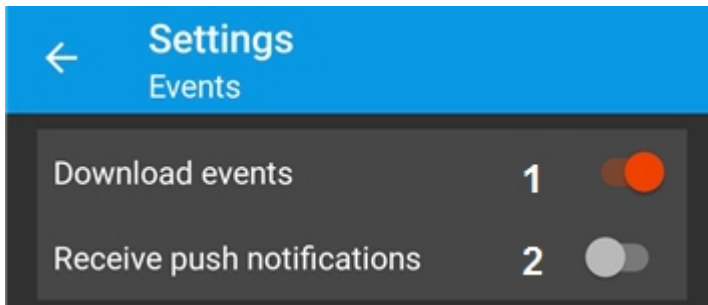 Settings
Events
Download events 1
Receive push notifications 2